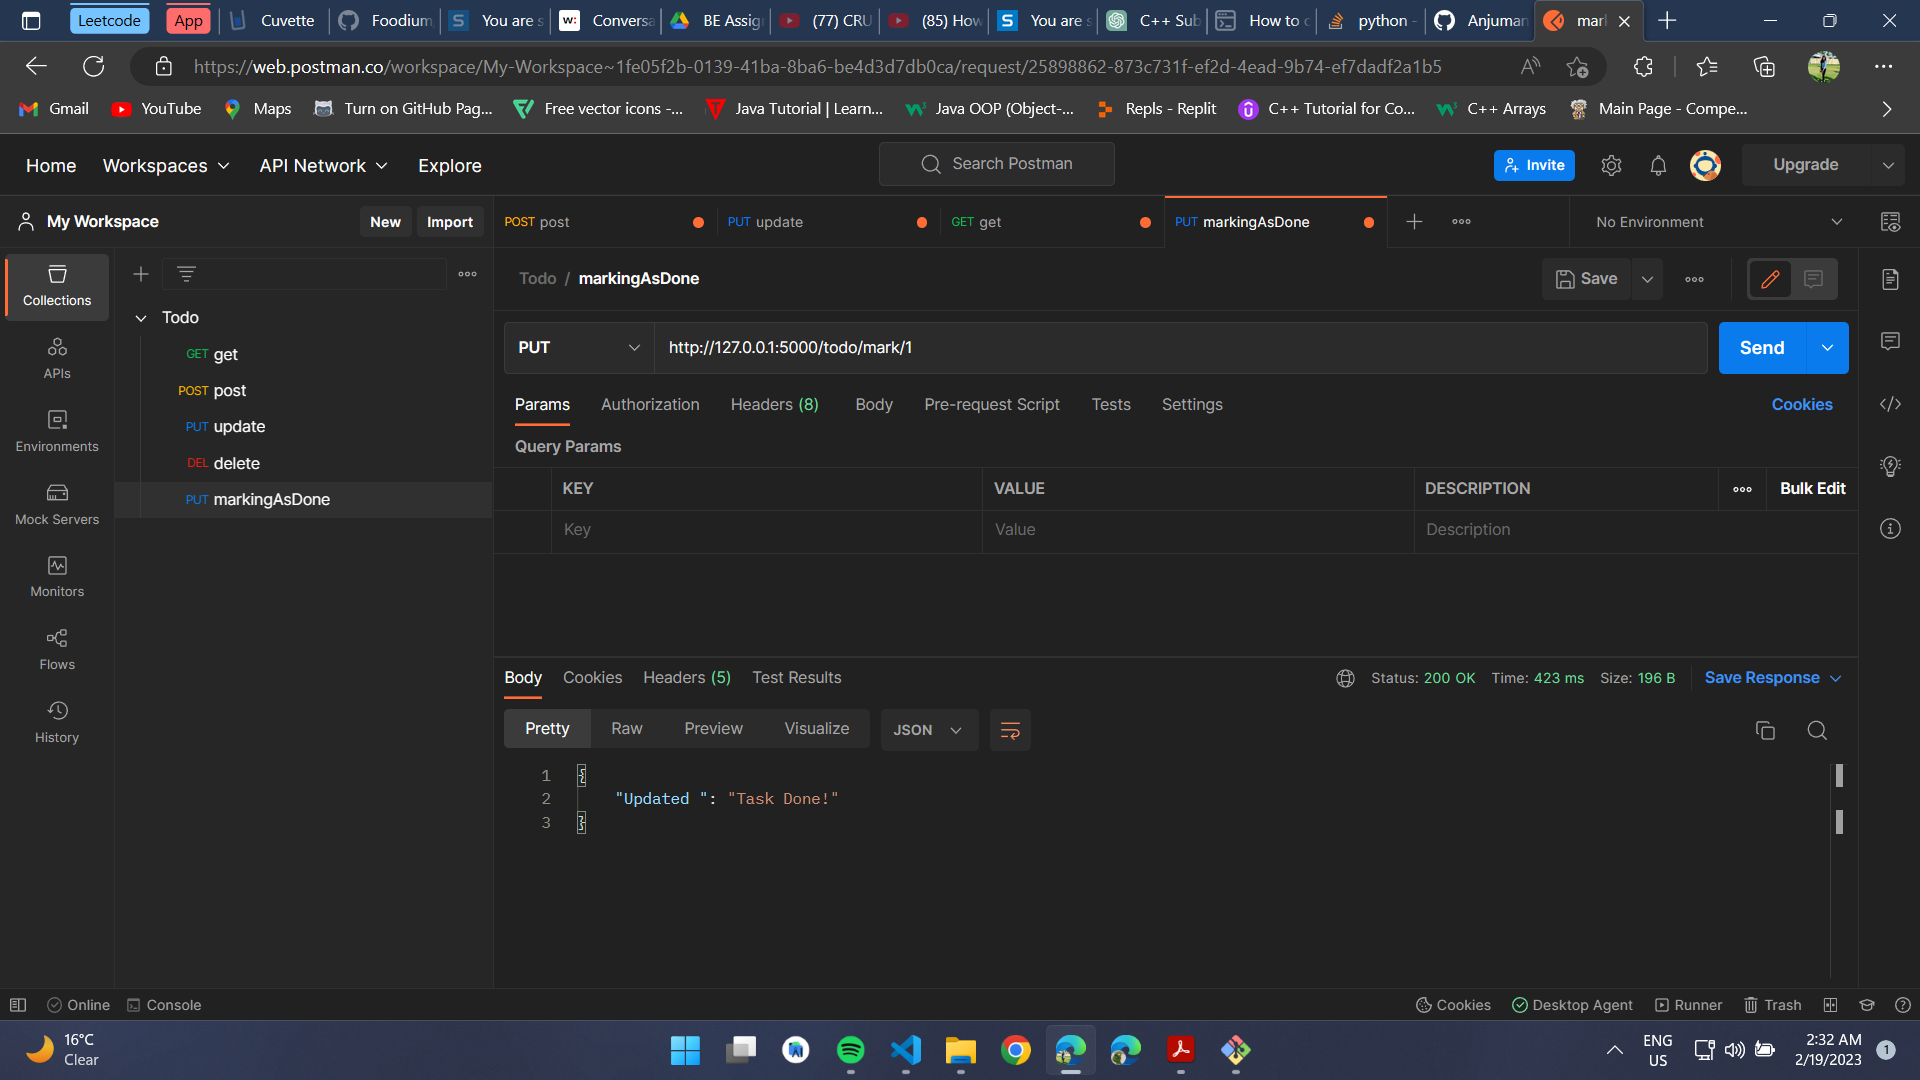 Leetcode App Cuvette Foodium You are s Conversa BE Assig (77) CRU (85) How You are s C++ Sub How to c python - Anjuman mark
https://web.postman.co/workspace/My-Workspace~1fe05f2b-0139-41ba-8ba6-be4d3d7db0ca/request/25898862-873c731f-ef2d-4ead-9b74-ef7dadf2a1b5
Gmail YouTube Maps Turn on GitHub Pag... Free vector icons -... Java Tutorial | Learn... Java OOP (Object-... Repls - Replit C++ Tutorial for Co... C++ Arrays Main Page - Compe...
Home Workspaces API Network Explore Search Postman Invite Upgrade
My Workspace New Import POST post PUT update GET get PUT markingAsDone No Environment
Collections
APIs
Environments
Mock Servers
Monitors
Flows
History
Todo
GET get
POST post
PUT update
DEL delete
PUT markingAsDone
Todo / markingAsDone Save
PUT http://127.0.0.1:5000/todo/mark/1 Send
Params Authorization Headers (8) Body Pre-request Script Tests Settings Cookies
Query Params
KEY VALUE DESCRIPTION Bulk Edit
Key Value Description
Body Cookies Headers (5) Test Results Status: 200 OK Time: 423 ms Size: 196 B Save Response
Pretty Raw Preview Visualize JSON
1 {
2 "Updated ": "Task Done!"
3 }
Online Console Cookies Desktop Agent Runner Trash
16°C
Clear
ENG
US
2:32 AM
2/19/2023
1